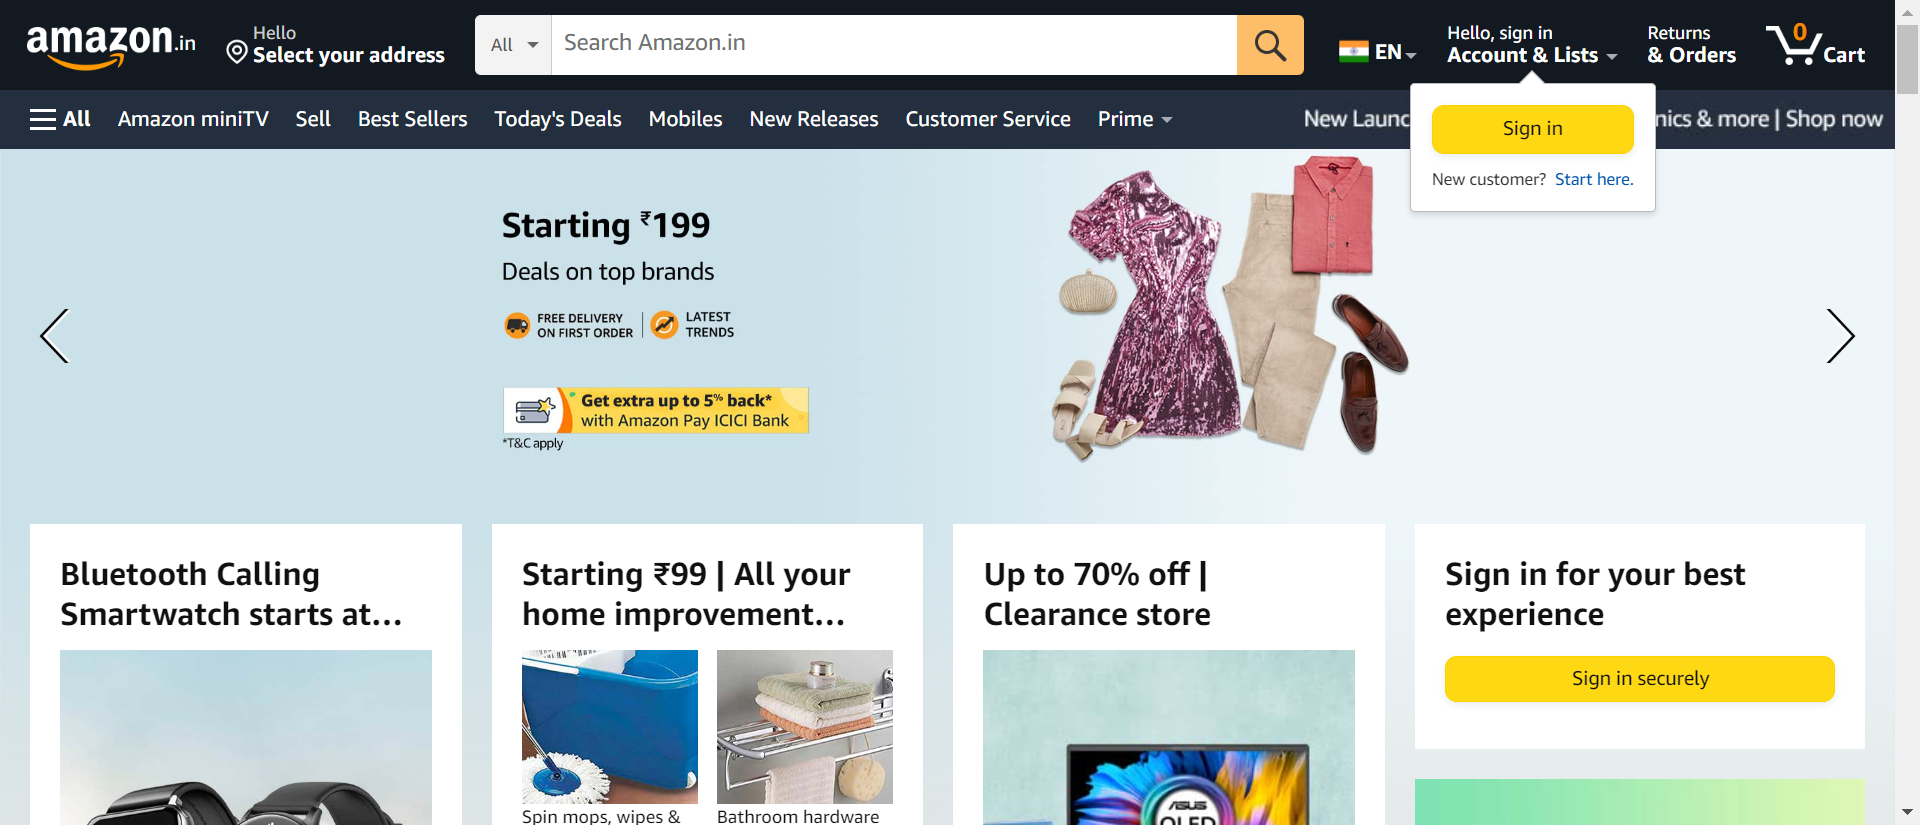 amazon.in
Hello
Select your address
All
Search Amazon.in
EN
Hello, sign in
Account & Lists
Returns
& Orders
0
Cart
All
Amazon miniTV
Sell
Best Sellers
Today's Deals
Mobiles
New Releases
Customer Service
Prime
New
& more | Shop now
Sign in
New customer? Start here.
Starting ₹199
Deals on top brands
FREE DELIVERY
ON FIRST ORDER
LATEST
TRENDS
Get extra up to 5% back*
with Amazon Pay ICICI Bank
*T&C apply
Bluetooth Calling
Smartwatch starts at...
Starting ₹99 | All your
home improvement...
Spin mops, wipes &
Bathroom hardware
Up to 70% off |
Clearance store
ASUS
OLED
Sign in for your best
experience
Sign in securely